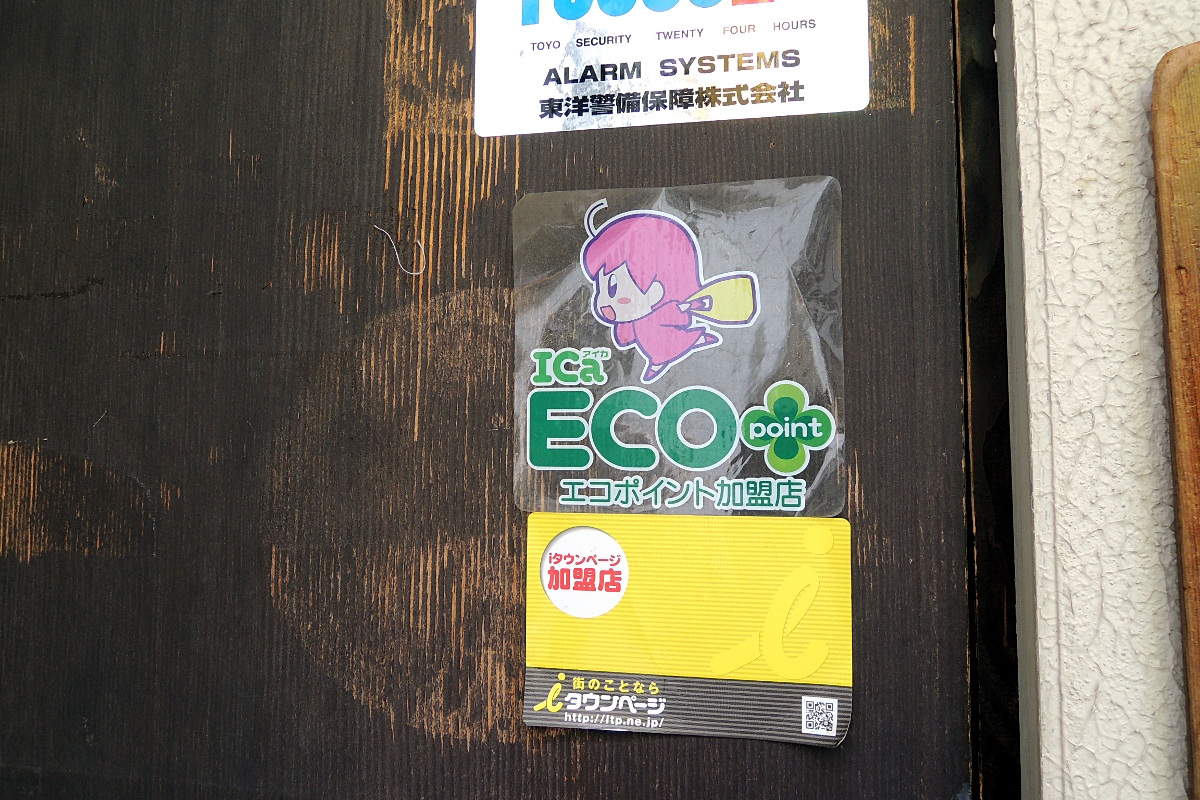 TOYO SECURITY TWENTY FOUR HOURS
ALARM SYSTEMS
東洋警備保障株式会社
アイカ
ICa
ECO point
エコポイント加盟店
iタウンページ
加盟店
街のことなら
iタウンページ
http://itp.ne.jp/